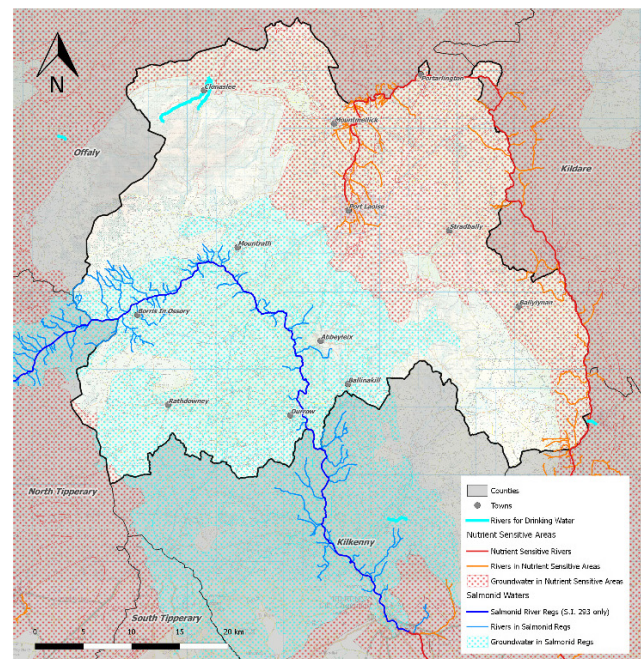 N
Clonaslee
Portarlington
Mountmellick
Offaly
Kildare
Port Laoise
Stradbally
Mountrath
Borris In Ossory
Ballylynan
Abbeyleix
Ballinakill
Rathdowney
Durrow
North Tipperary
Kilkenny
South Tipperary
0 5 10 15 20 km
Counties
Towns
Rivers for Drinking Water
Nutrient Sensitive Areas
Nutrient Sensitive Rivers
Rivers in Nutrient Sensitive Areas
Groundwater in Nutrient Sensitive Areas
Salmonid Waters
Salmonid River Regs (S.I. 293 only)
Rivers in Salmonid Regs
Groundwater in Salmonid Regs